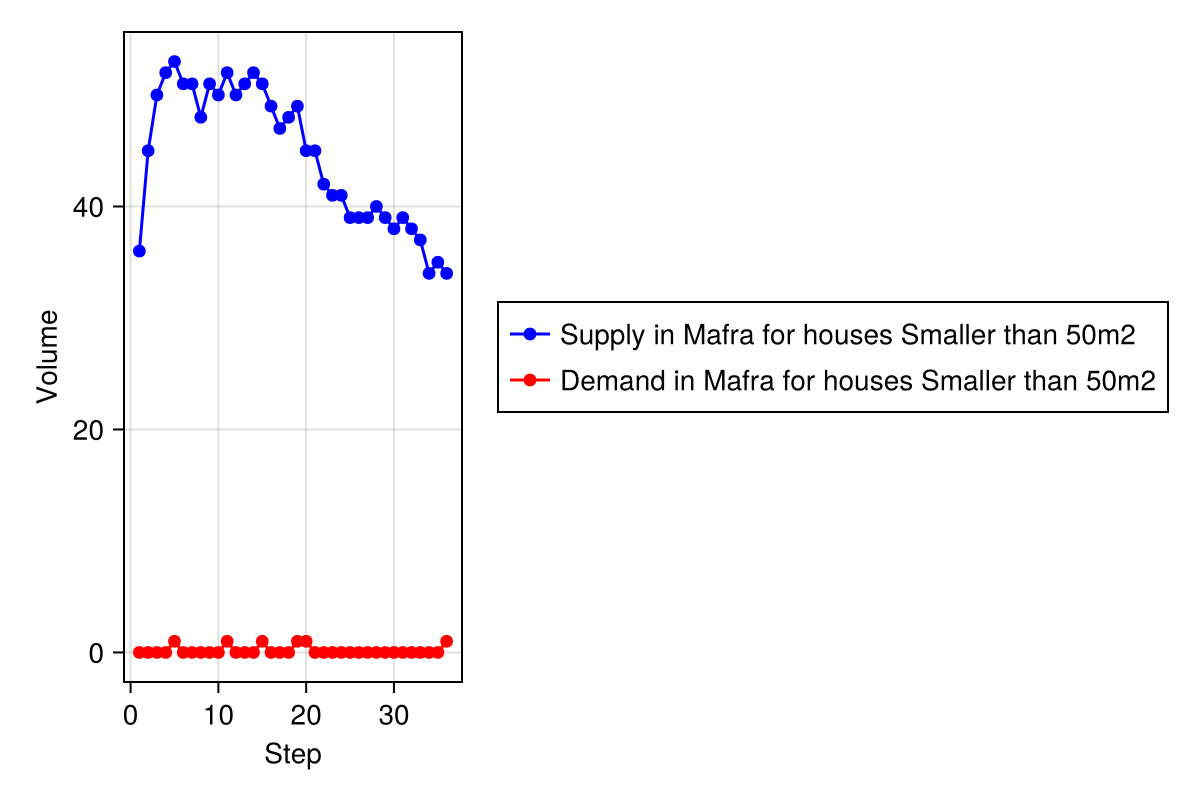 Volume
40
20
0
0 10 20 30
Step
Supply in Mafra for houses Smaller than 50m2
Demand in Mafra for houses Smaller than 50m2